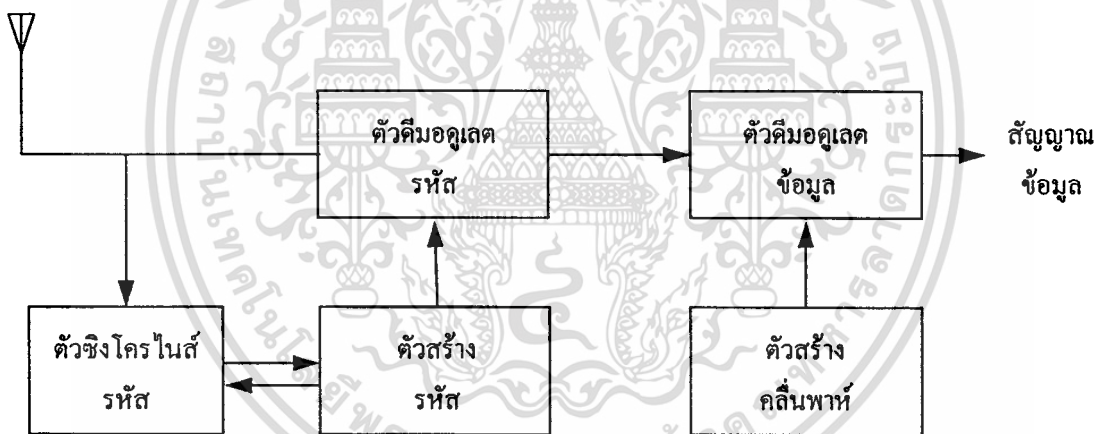 ตัวดีมอดูเลต
รหัส
ตัวดีมอดูเลต
ข้อมูล
สัญญาณ
ข้อมูล
ตัวซิงโครไนส์
รหัส
ตัวสร้าง
รหัส
ตัวสร้าง
คลื่นพาห์